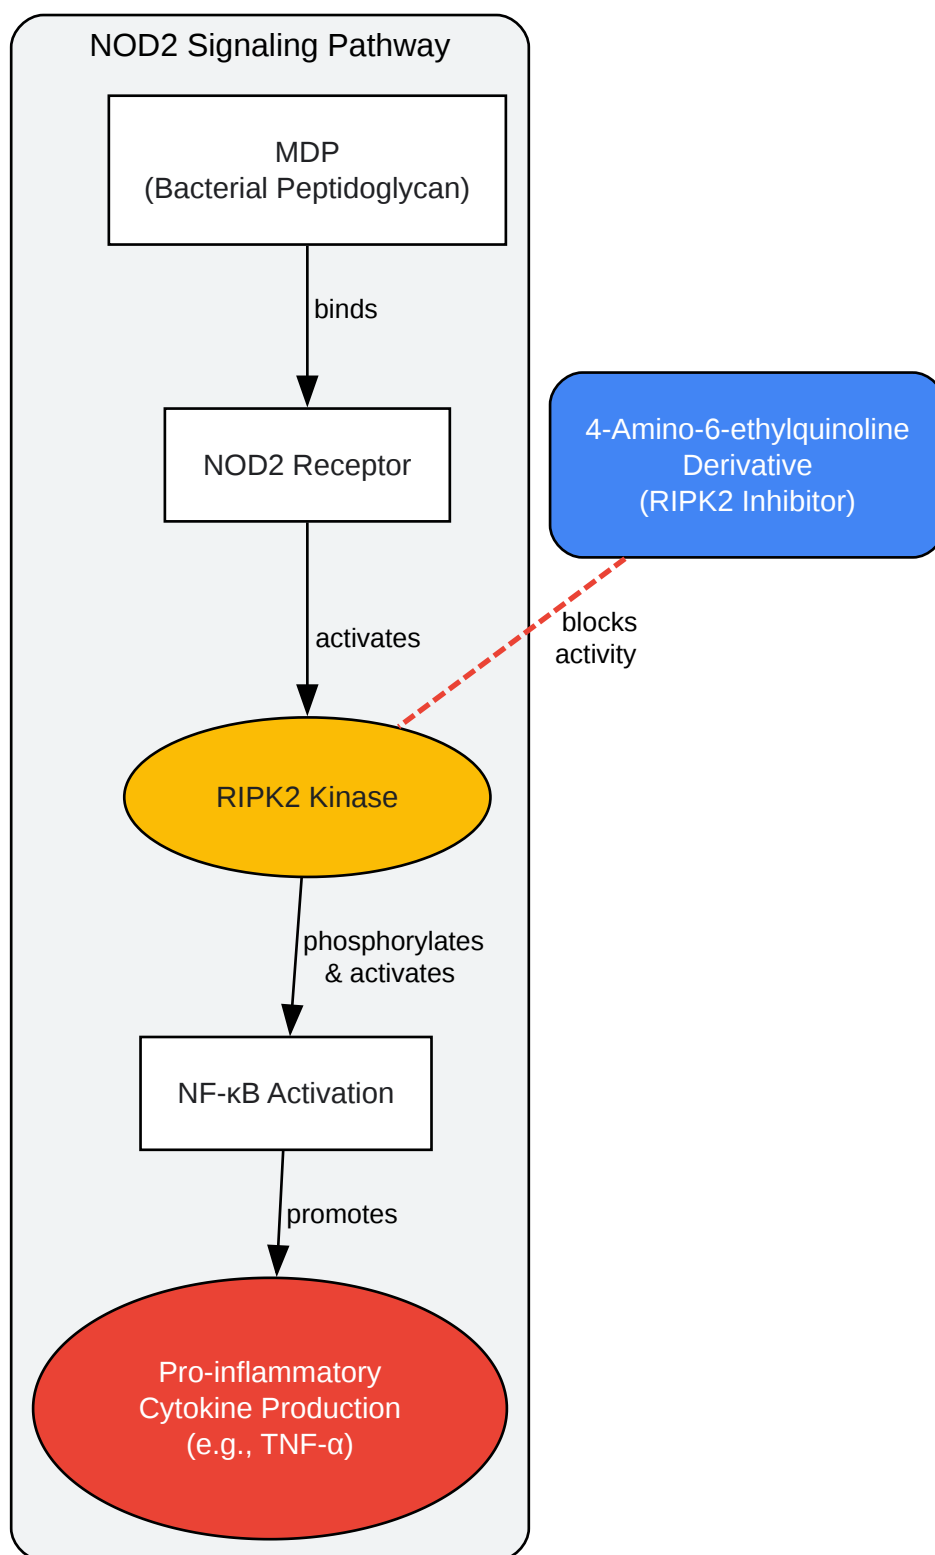 NOD2 Signaling Pathway
MDP
(Bacterial Peptidoglycan)
binds
NOD2 Receptor
4-Amino-6-ethylquinoline
Derivative
(RIPK2 Inhibitor)
activates
blocks
activity
RIPK2 Kinase
phosphorylates
& activates
NF-κB Activation
promotes
Pro-inflammatory
Cytokine Production
(e.g., TNF-α)